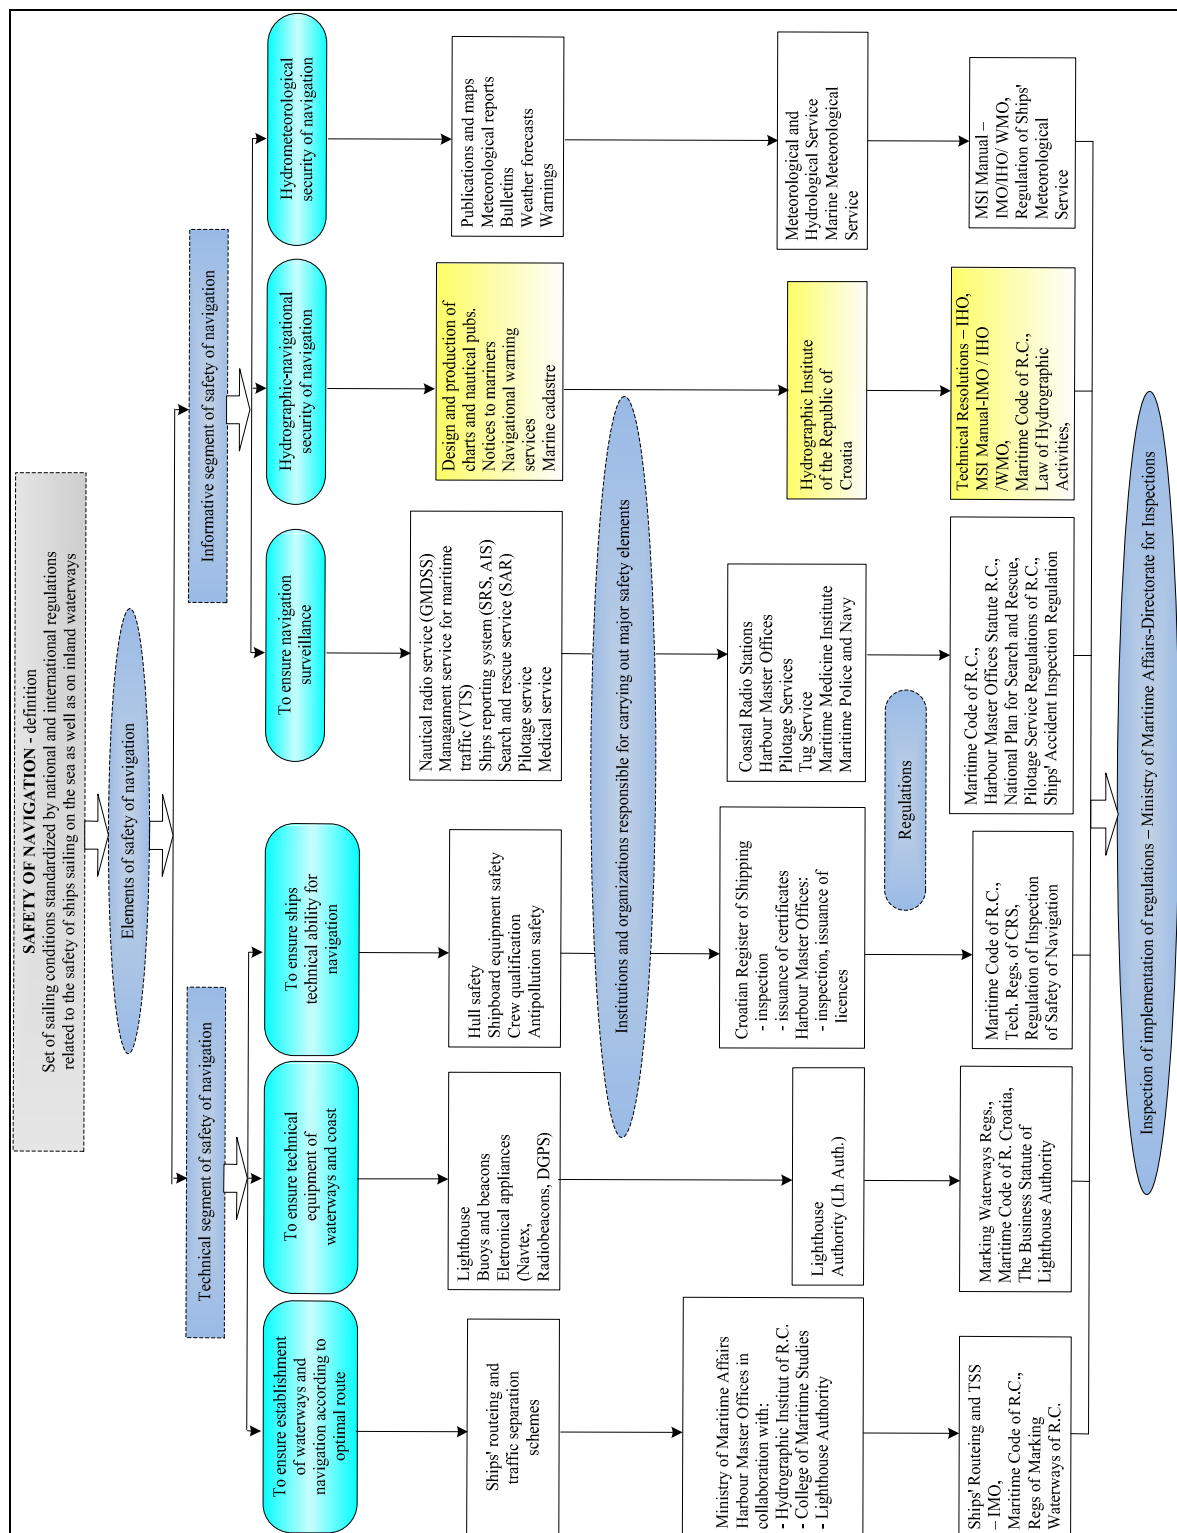 SAFETY OF NAVIGATION - definition
Set of sailing conditions standardized by national and international regulations
related to the safety of ships sailing on the sea as well as on inland waterways
Elements of safety of navigation
Technical segment of safety of navigation
Informative segment of safety of navigation
To ensure establishment
of waterways and
navigation according to
optimal route
To ensure technical
equipment of
waterways and coast
To ensure ships
technical ability for
navigation
To ensure navigation
surveillance
Hydrographic-navigational
security of navigation
Hydrometeorological
security of navigation
Ships' routeing and
traffic separation
schemes
Lighthouse
Buoys and beacons
Eletronical appliances
(Navtex,
Radiobeacons, DGPS)
Hull safety
Shipboard equipment safety
Crew qualification
Antipollution safety
Nautical radio service (GMDSS)
Management service for maritime
traffic (VTS)
Ships reporting system (SRS, AIS)
Search and rescue service (SAR)
Pilotage service
Medical service
Design and production of
charts and nautical pubs.
Notices to mariners
Navigational warning
services
Marine cadastre
Publications and maps
Meteorological reports
Bulletins
Weather forecasts
Warnings
Institutions and organizations responsible for carrying out major safety elements
Ministry of Maritime Affairs
Harbour Master Offices in
collaboration with:
- Hydrographic Institut of R.C.
- College of Maritime Studies
- Lighthouse Authority
Lighthouse
Authority (Lh Auth.)
Croatian Register of Shipping
- inspection
- issuance of certificates
Harbour Master Offices:
- inspection, issuance of
licences
Coastal Radio Stations
Harbour Master Offices
Pilotage Services
Tug Service
Maritime Medicine Institute
Maritime Police and Navy
Hydrographic Institute
of the Republic of
Croatia
Meteorological and
Hydrological Service
Marine Meteorological
Service
Regulations
Ships' Routeing and TSS
– IMO,
Maritime Code of R.C.,
Regs of Marking
Waterways of R.C.
Marking Waterways Regs.,
Maritime Code of R. Croatia,
The Business Statute of
Lighthouse Authority
Maritime Code of R.C.,
Tech. Regs. of CRS,
Regulation of Inspection
of Safety of Navigation
Maritime Code of R.C.,
Harbour Master Offices Statute R.C.,
National Plan for Search and Rescue,
Pilotage Service Regulations of R.C.,
Ships' Accident Inspection Regulation
Technical Resolutions – IHO,
MSI Manual-IMO / IHO
/WMO,
Maritime Code of R.C.,
Law of Hydrographic
Activities,
MSI Manual –
IMO/IHO/ WMO,
Regulation of Ships'
Meteorological
Service
Inspection of implementation of regulations – Ministry of Maritime Affairs-Directorate for Inspections